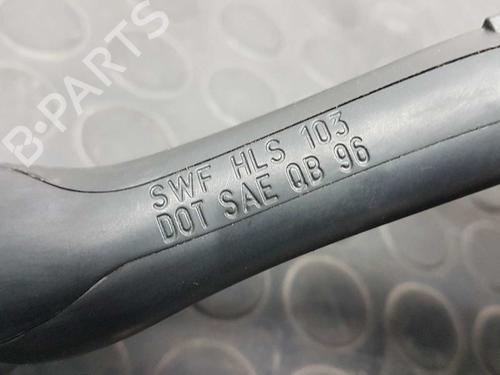 B-PARTS
SWF HLS 103
DOT SAE QB 96